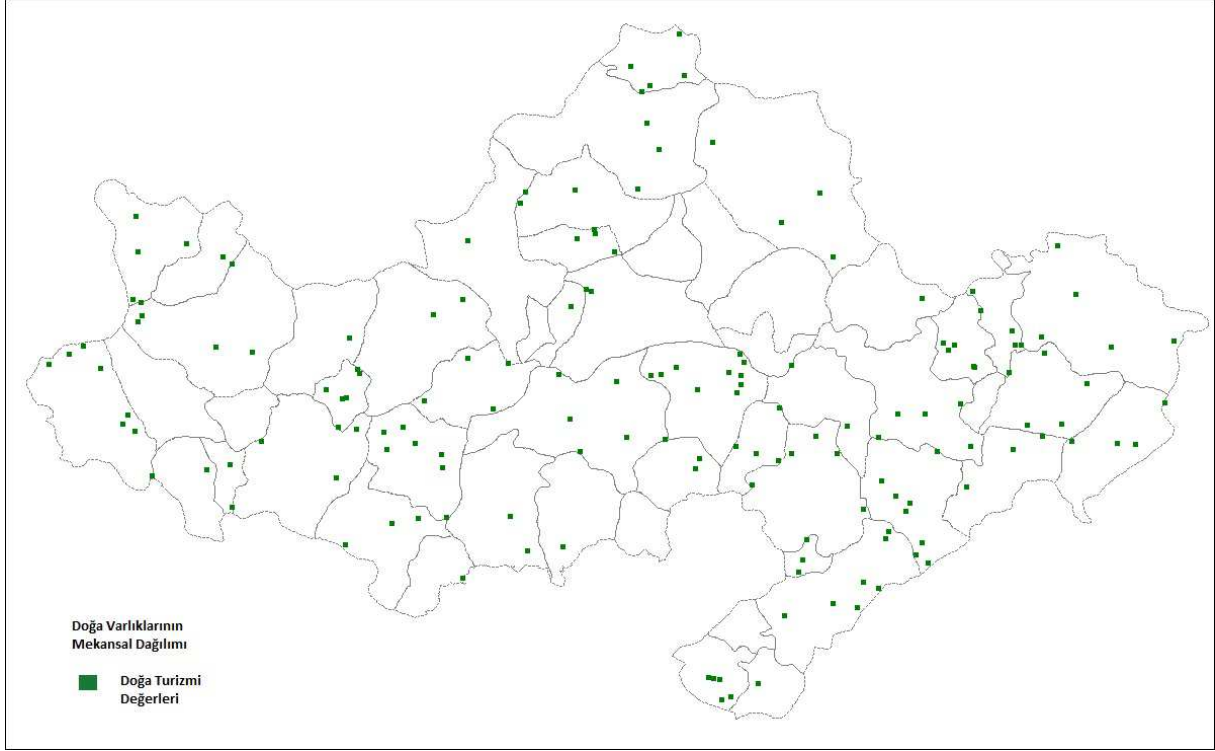 Doğa Varlıklarının
Mekansal Dağılımı
Doğa Turizmi
Değerleri